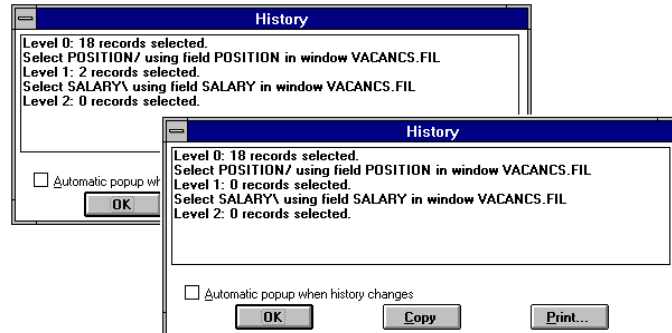 History
Level 0: 18 records selected.
Select POSITION/ using field POSITION in window VACANCS.FIL
Level 1: 2 records selected.
Select SALARY\ using field SALARY in window VACANCS.FIL
Level 2: 0 records selected.
Automatic popup wh
OK
History
Level 0: 18 records selected.
Select POSITION/ using field POSITION in window VACANCS.FIL
Level 1: 0 records selected.
Select SALARY\ using field SALARY in window VACANCS.FIL
Level 2: 0 records selected.
Automatic popup when history changes
OK
Copy
Print...